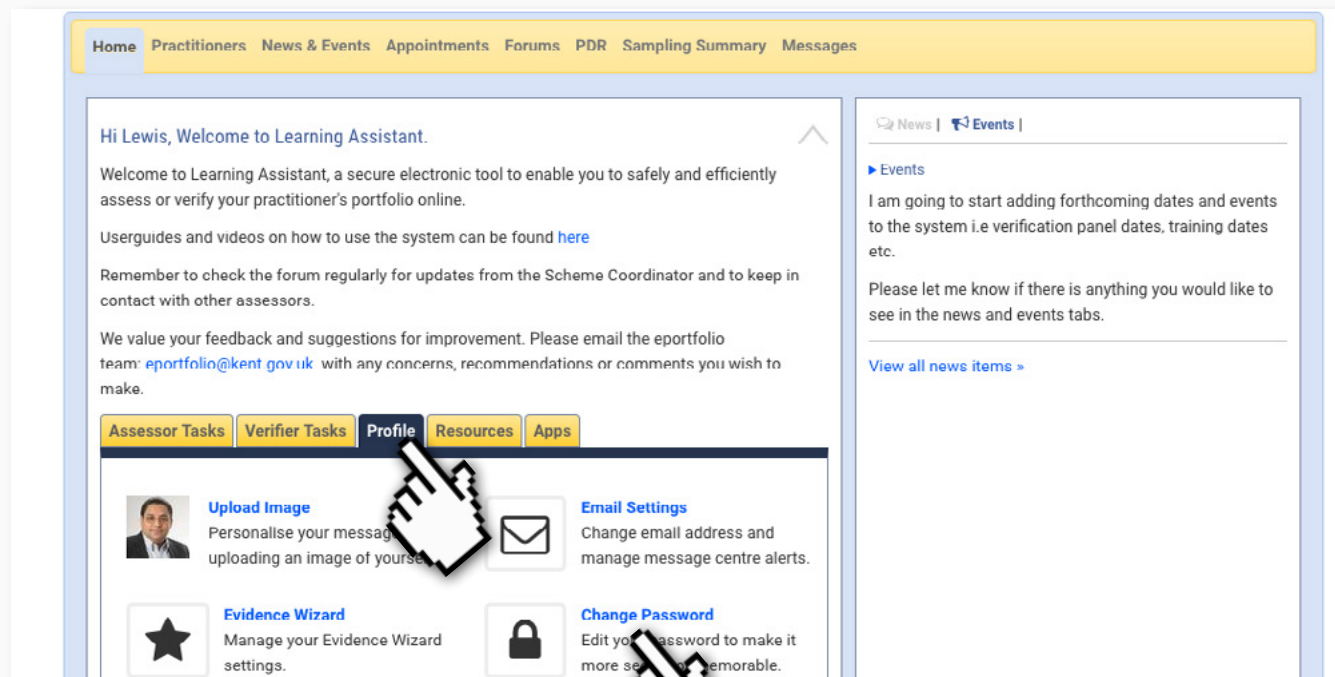 Home Practitioners News & Events Appointments Forums PDR Sampling Summary Messages
Hi Lewis, Welcome to Learning Assistant.
Welcome to Learning Assistant, a secure electronic tool to enable you to safely and efficiently
assess or verify your practitioner's portfolio online.
Userguides and videos on how to use the system can be found here
Remember to check the forum regularly for updates from the Scheme Coordinator and to keep in
contact with other assessors.
We value your feedback and suggestions for improvement. Please email the eportfolio
team: eportfolio@kent.gov.uk with any concerns, recommendations or comments you wish to
make.
Assessor Tasks Verifier Tasks Profile Resources Apps
Upload Image
Personalise your
uploading an image of
Email Settings
Change email address and
manage message centre alerts.
Evidence Wizard
Manage your Evidence Wizard
settings.
Change Password
Edit to make it
more
News | Events |
Events
I am going to start adding forthcoming dates and events
to the system i.e verification panel dates, training dates
etc.
Please let me know if there is anything you would like to
see in the news and events tabs.
View all news items »